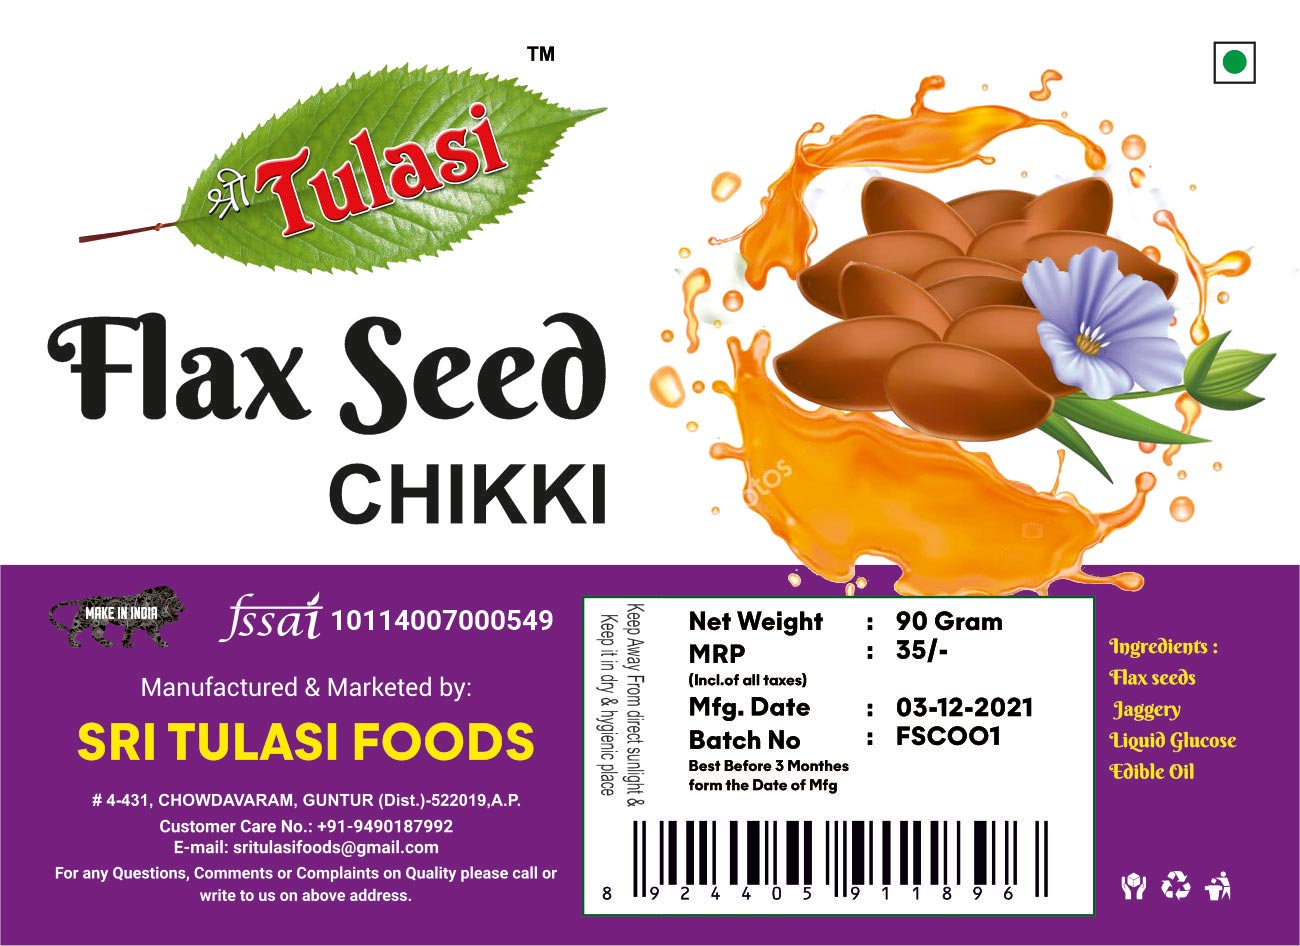 TM
श्री Tulasi
Flax Seed
CHIKKI
MAKE IN INDIA
fssai 10114007000549
Manufactured & Marketed by:
SRI TULASI FOODS
# 4-431, CHOWDAVARAM, GUNTUR (Dist.)-522019,A.P.
Customer Care No.: +91-9490187992
E-mail: sritulasifoods@gmail.com
For any Questions, Comments or Complaints on Quality please call or
write to us on above address.
Keep Away From direct sunlight &
Keep it in dry & hygienic place
Net Weight : 90 Gram
MRP : 35/-
(Incl.of all taxes)
Mfg. Date : 03-12-2021
Batch No : FSCOO1
Best Before 3 Monthes
form the Date of Mfg
8 924405 911896
Ingredients :
Flax seeds
Jaggery
Liquid Glucose
Edible Oil